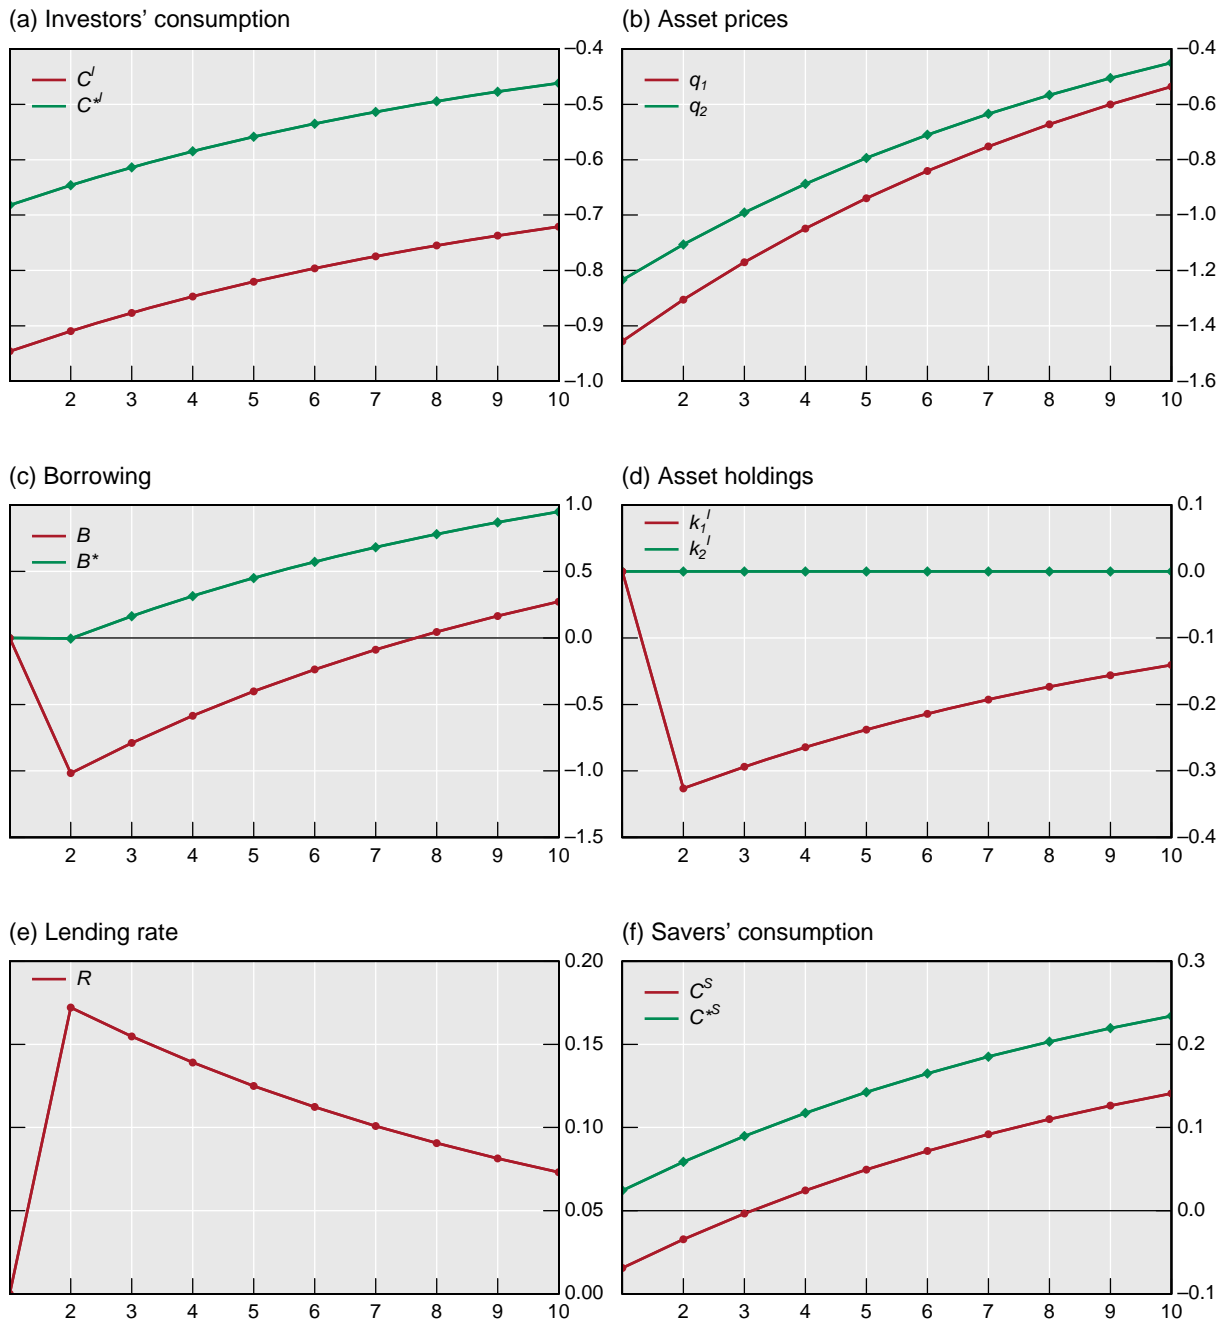 (a) Investors’ consumption
C^I
C*^I
–0.4
–0.5
–0.6
–0.7
–0.8
–0.9
–1.0
2 3 4 5 6 7 8 9 10
(b) Asset prices
q₁
q₂
–0.4
–0.6
–0.8
–1.0
–1.2
–1.4
–1.6
2 3 4 5 6 7 8 9 10
(c) Borrowing
B
B*
1.0
0.5
0.0
–0.5
–1.0
–1.5
2 3 4 5 6 7 8 9 10
(d) Asset holdings
k₁^I
k₂^I
0.1
0.0
–0.1
–0.2
–0.3
–0.4
2 3 4 5 6 7 8 9 10
(e) Lending rate
R
0.20
0.15
0.10
0.05
0.00
2 3 4 5 6 7 8 9 10
(f) Savers’ consumption
C^S
C*^S
0.3
0.2
0.1
0.0
–0.1
2 3 4 5 6 7 8 9 10